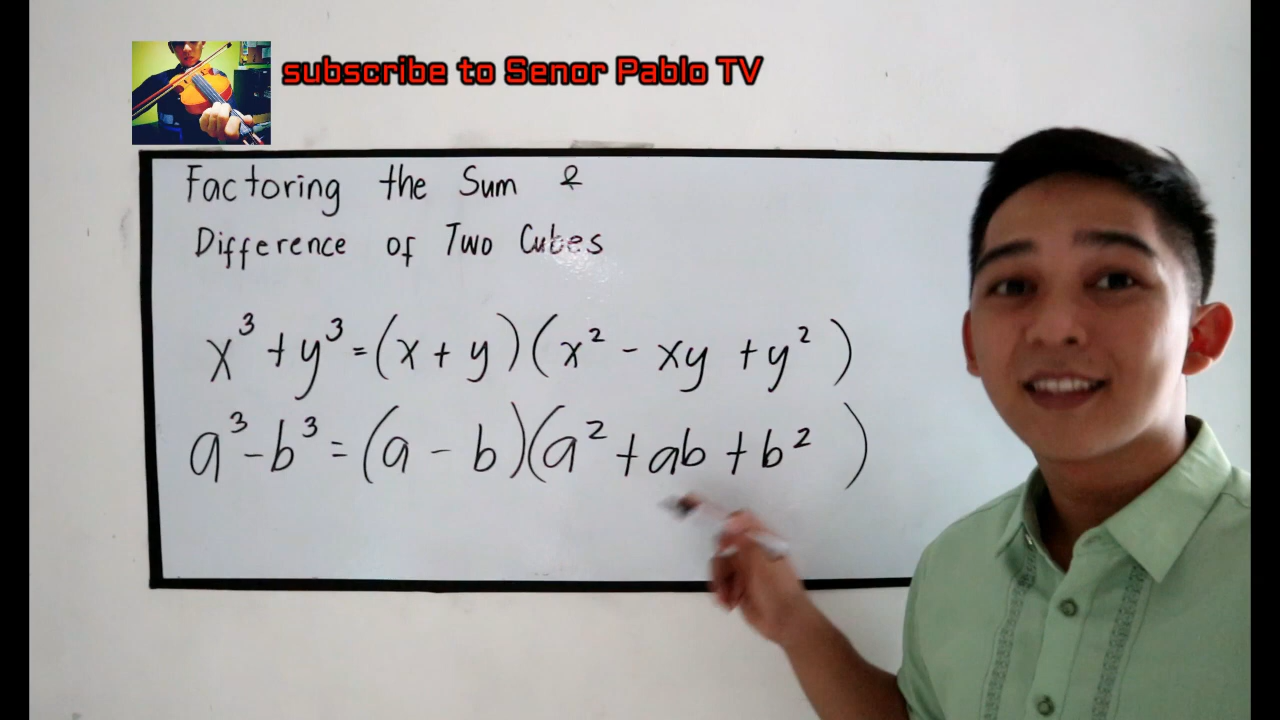 subscribe to Senor Pablo TV
Factoring the Sum &
Difference of Two Cubes
x³ + y³ = (x + y)(x² - xy + y²)
a³ - b³ = (a - b)(a² + ab + b²)